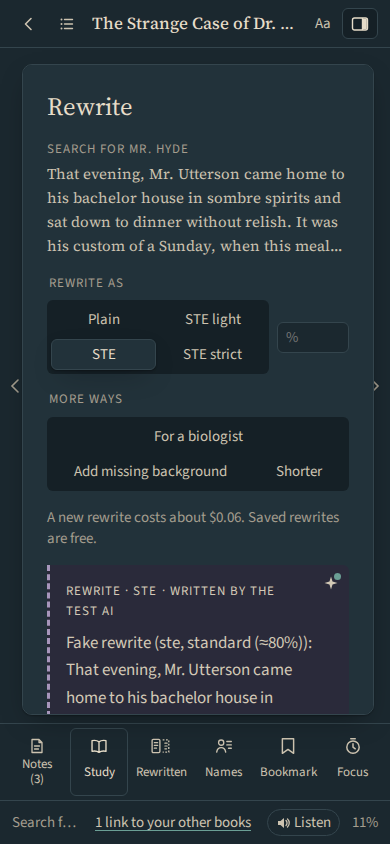 The Strange Case of Dr. ...
Aa
Rewrite
SEARCH FOR MR. HYDE
That evening, Mr. Utterson came home to
his bachelor house in sombre spirits and
sat down to dinner without relish. It was
his custom of a Sunday, when this meal...
REWRITE AS
Plain
STE light
%
STE
STE strict
MORE WAYS
For a biologist
Add missing background
Shorter
A new rewrite costs about $0.06. Saved rewrites
are free.
REWRITE · STE · WRITTEN BY THE
TEST AI
Fake rewrite (ste, standard (≈80%)):
That evening, Mr. Utterson came
home to his bachelor house in
Notes
(3)
Study
Rewritten
Names
Bookmark
Focus
Search f...
1 link to your other books
Listen
11%